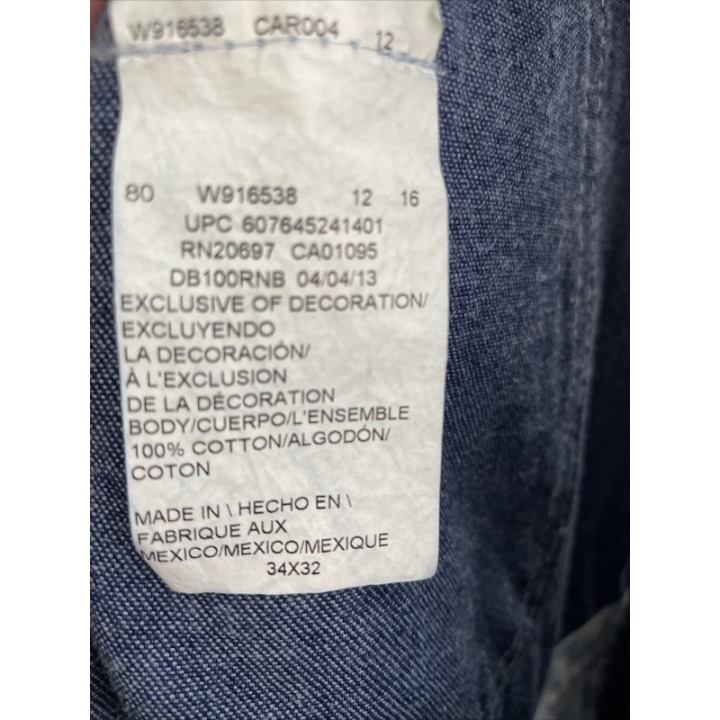 W916538 CAR004 12
80 W916538 12 16
UPC 607645241401
RN20697 CA01095
DB100RNB 04/04/13
EXCLUSIVE OF DECORATION/
EXCLUYENDO
LA DECORACIÓN/
À L'EXCLUSION
DE LA DÉCORATION
BODY/CUERPO/L'ENSEMBLE
100% COTTON/ALGODÓN/
COTON
MADE IN \ HECHO EN \
FABRIQUE AUX
MEXICO/MEXICO/MEXIQUE
34X32